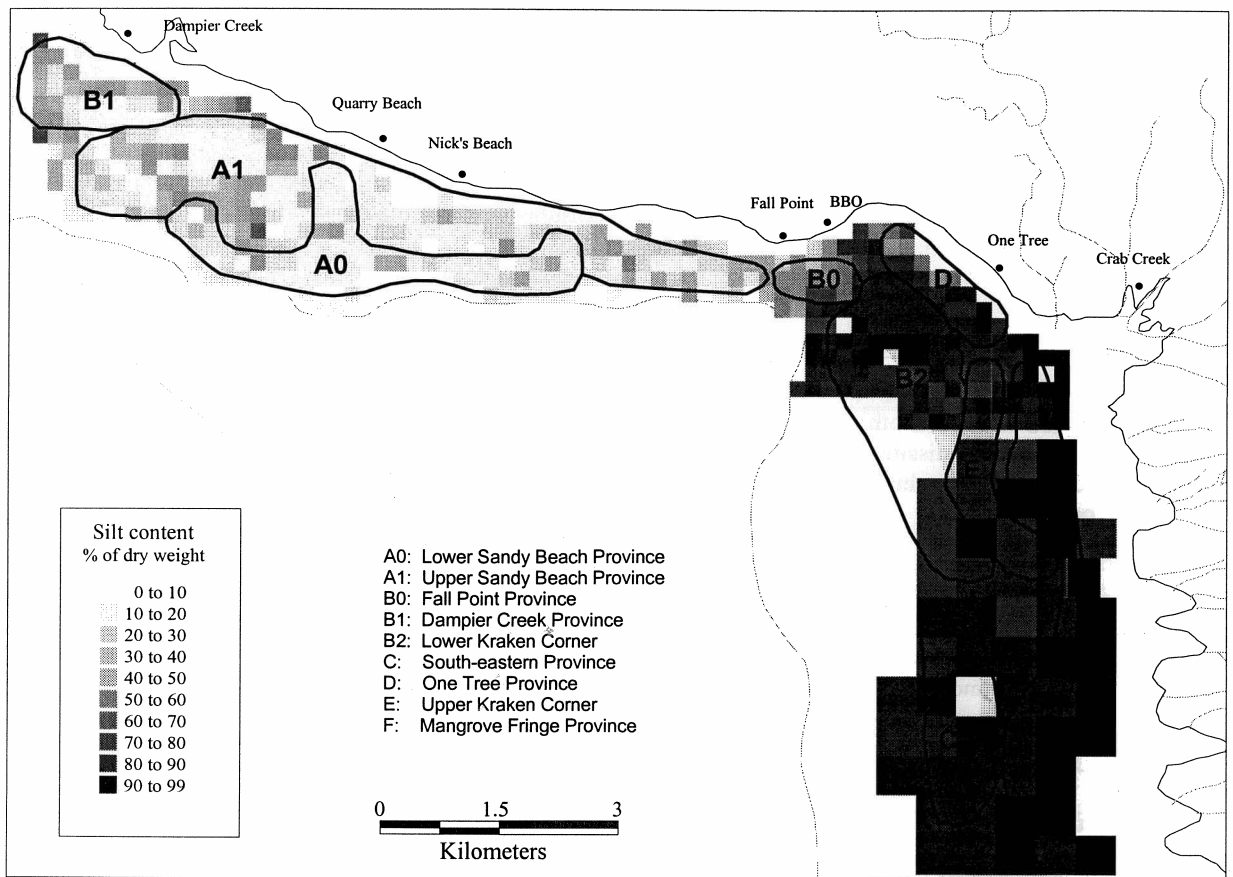 Dampier Creek
B1
Quarry Beach
Nick's Beach
A1
Fall Point
BBO
One Tree
Crab Creek
A0
B0
D
B2
E
C
Silt content
% of dry weight
0 to 10
10 to 20
20 to 30
30 to 40
40 to 50
50 to 60
60 to 70
70 to 80
80 to 90
90 to 99
A0: Lower Sandy Beach Province
A1: Upper Sandy Beach Province
B0: Fall Point Province
B1: Dampier Creek Province
B2: Lower Kraken Corner
C: South-eastern Province
D: One Tree Province
E: Upper Kraken Corner
F: Mangrove Fringe Province
0 1.5 3
Kilometers